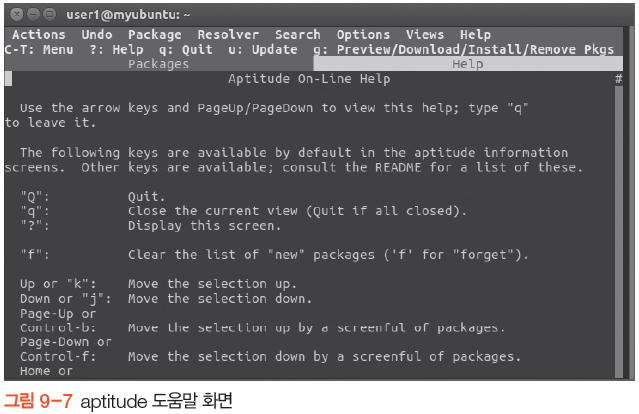 user1@myubuntu: ~
Actions Undo Package Resolver Search Options Views Help
C-T: Menu ?: Help q: Quit u: Update g: Preview/Download/Install/Remove Pkgs
Packages Help
Aptitude On-Line Help #
Use the arrow keys and PageUp/PageDown to view this help; type "q"
to leave it.
The following keys are available by default in the aptitude information
screens. Other keys are available; consult the README for a list of these.
"Q": Quit.
"q": Close the current view (Quit if all closed).
"?": Display this screen.
"f": Clear the list of "new" packages ('f' for "forget").
Up or "k": Move the selection up.
Down or "j": Move the selection down.
Page-Up or
Control-b: Move the selection up by a screenful of packages.
Page-Down or
Control-f: Move the selection down by a screenful of packages.
Home or
그림 9-7 aptitude 도움말 화면